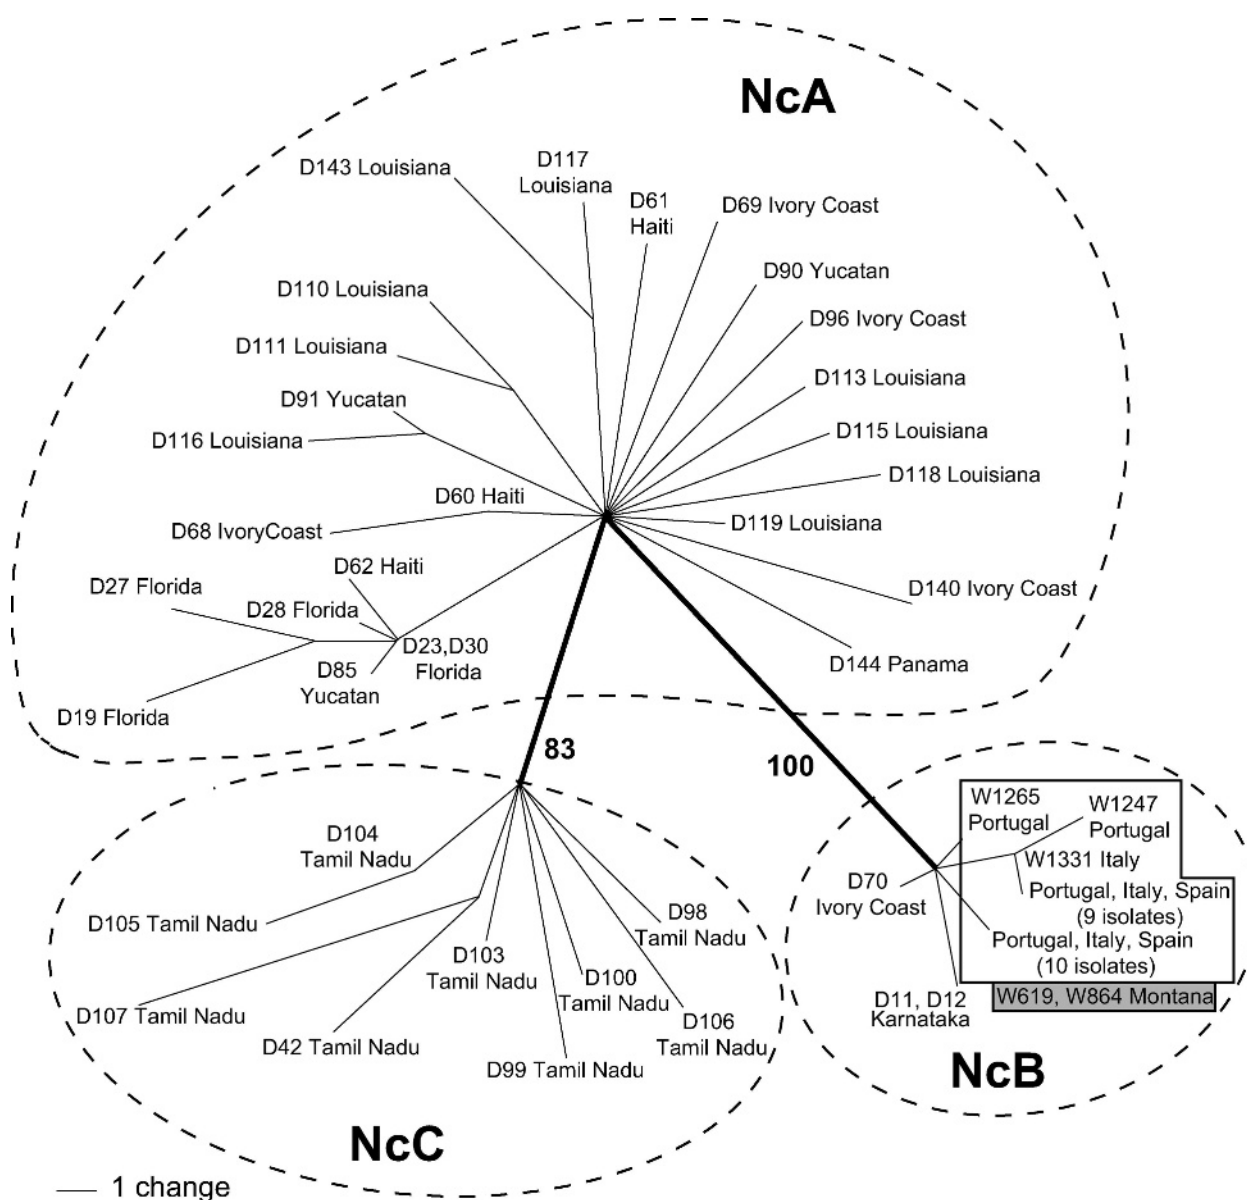 NcA
D143 Louisiana
D117
Louisiana
D61
Haiti
D69 Ivory Coast
D90 Yucatan
D110 Louisiana
D96 Ivory Coast
D111 Louisiana
D113 Louisiana
D91 Yucatan
D116 Louisiana
D115 Louisiana
D118 Louisiana
D60 Haiti
D68 IvoryCoast
D119 Louisiana
D62 Haiti
D27 Florida
D28 Florida
D140 Ivory Coast
D23,D30
Florida
D85
Yucatan
D144 Panama
D19 Florida
83
100
W1265
Portugal
W1247
Portugal
D104
Tamil Nadu
W1331 Italy
D70
Ivory Coast
Portugal, Italy, Spain
(9 isolates)
D105 Tamil Nadu
D98
Tamil Nadu
Portugal, Italy, Spain
(10 isolates)
D103
Tamil Nadu
D100
Tamil Nadu
D107 Tamil Nadu
D106
Tamil Nadu
D11, D12
Karnataka
W619, W864 Montana
D42 Tamil Nadu
D99 Tamil Nadu
NcB
NcC
1 change